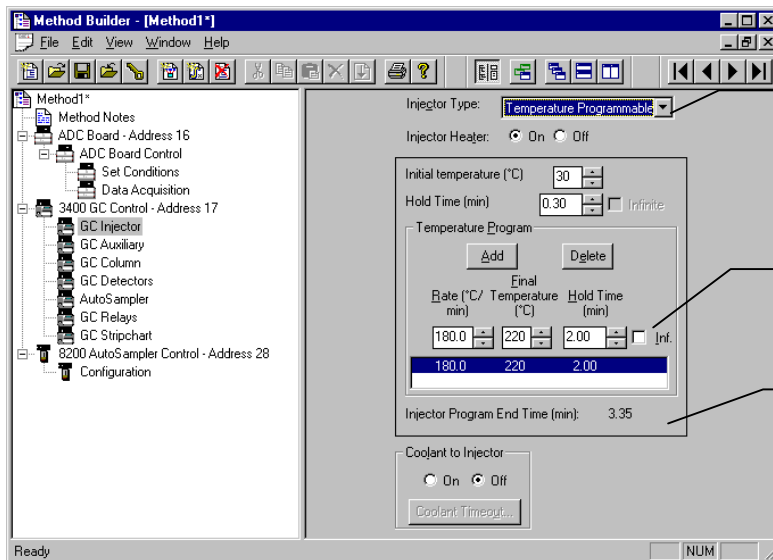 Method Builder - [Method1*]
File Edit View Window Help
Method1*
Method Notes
ADC Board - Address 16
ADC Board Control
Set Conditions
Data Acquisition
3400 GC Control - Address 17
GC Injector
GC Auxiliary
GC Column
GC Detectors
AutoSampler
GC Relays
GC Stripchart
8200 AutoSampler Control - Address 28
Configuration
Injector Type: Temperature Programmable
Injector Heater: On Off
Initial temperature (°C) 30
Hold Time (min) 0.30 Infinite
Temperature Program
Add Delete
Final
Rate (°C/ Temperature Hold Time
min) (°C) (min)
180.0 220 2.00 Inf.
180.0 220 2.00
Injector Program End Time (min): 3.35
Coolant to Injector
On Off
Coolant Timeout...
Ready NUM